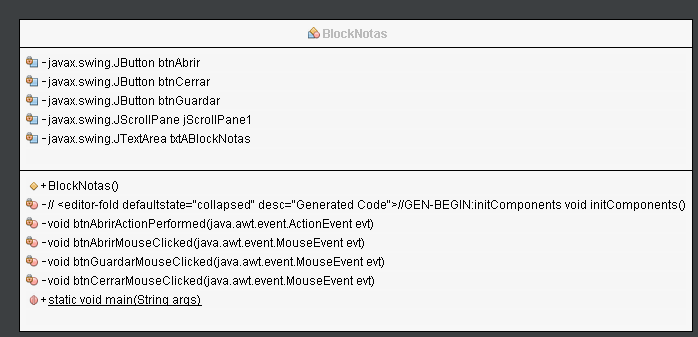 BlockNotas
-javax.swing.JButton btnAbrir
-javax.swing.JButton btnCerrar
-javax.swing.JButton btnGuardar
-javax.swing.JScrollPane jScrollPane1
-javax.swing.JTextArea txtABlockNotas
+BlockNotas()
-// <editor-fold defaultstate="collapsed" desc="Generated Code">//GEN-BEGIN:initComponents void initComponents()
-void btnAbrirActionPerformed(java.awt.event.ActionEvent evt)
-void btnAbrirMouseClicked(java.awt.event.MouseEvent evt)
-void btnGuardarMouseClicked(java.awt.event.MouseEvent evt)
-void btnCerrarMouseClicked(java.awt.event.MouseEvent evt)
+static void main(String args)